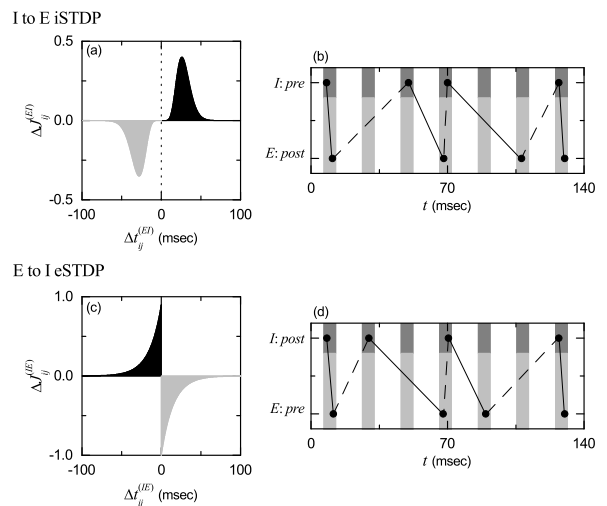 I to E iSTDP
(a)
0.5
0.0
-0.5
ΔJ_ij^(EI)
-100 0 100
Δt_ij^(EI) (msec)
(b)
I: pre
E: post
0 70 140
t (msec)
E to I eSTDP
(c)
1.0
0.0
-1.0
ΔJ_ij^(IE)
-100 0 100
Δt_ij^(IE) (msec)
(d)
I: post
E: pre
0 70 140
t (msec)